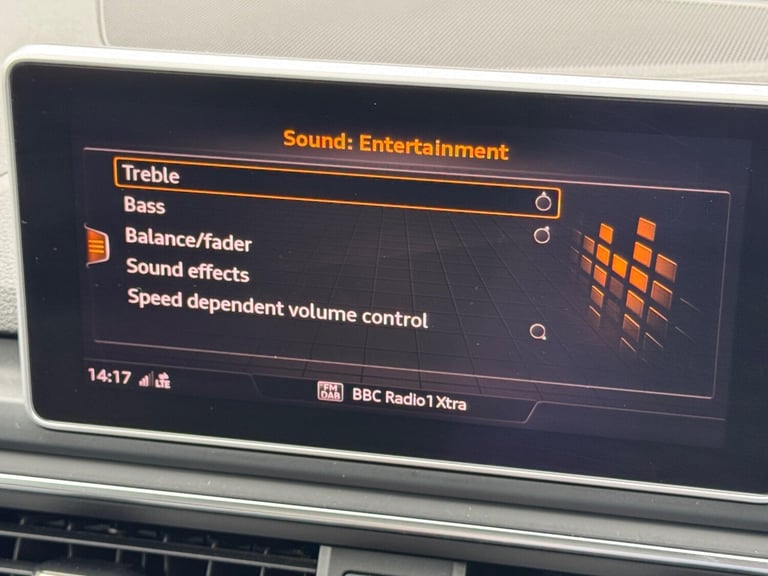 Sound: Entertainment
Treble
Bass
Balance/fader
Sound effects
Speed dependent volume control
14:17 LTE
FM DAB BBC Radio1Xtra